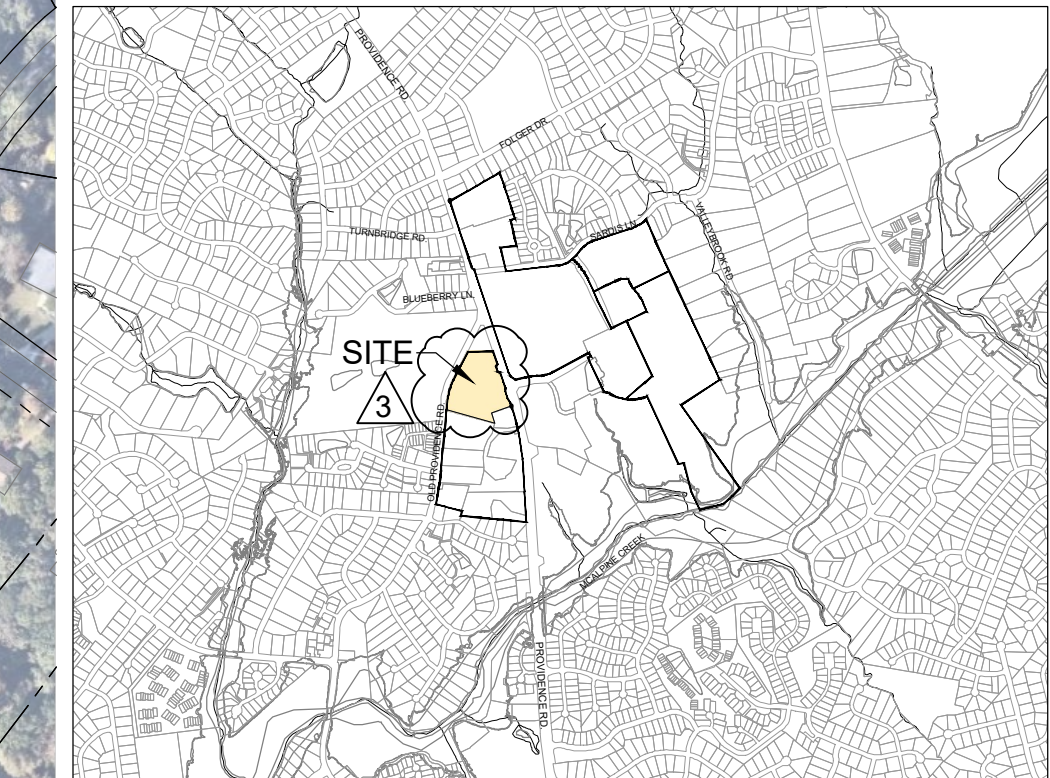 PROVIDENCE RD.
FOLGER DR.
VALLEYBROOK RD.
SARDIS LN.
TURNBRIDGE RD.
BLUEBERRY LN.
SITE
3
OLD PROVIDENCE RD.
MCALPINE CREEK
PROVIDENCE RD.